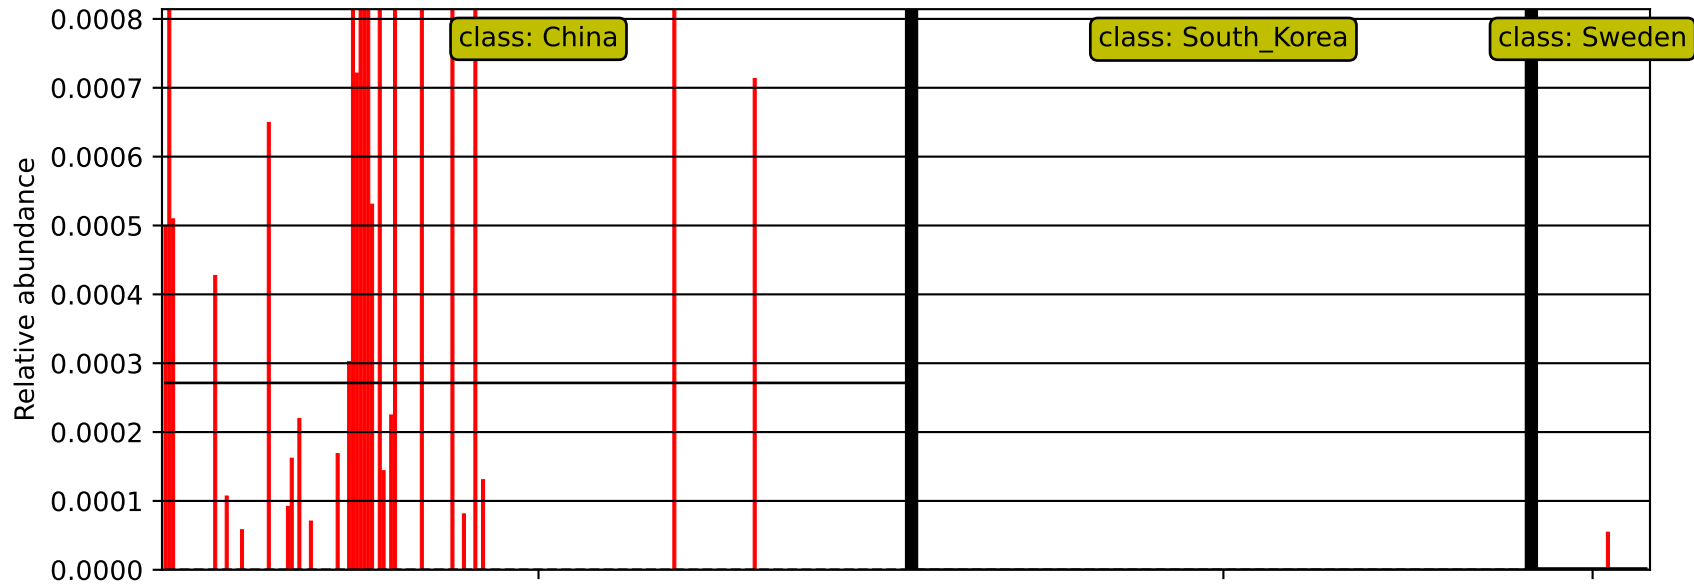 0.0008
class: China
class: South_Korea
class: Sweden
0.0007
0.0006
0.0005
0.0004
0.0003
0.0002
0.0001
0.0000
Relative abundance